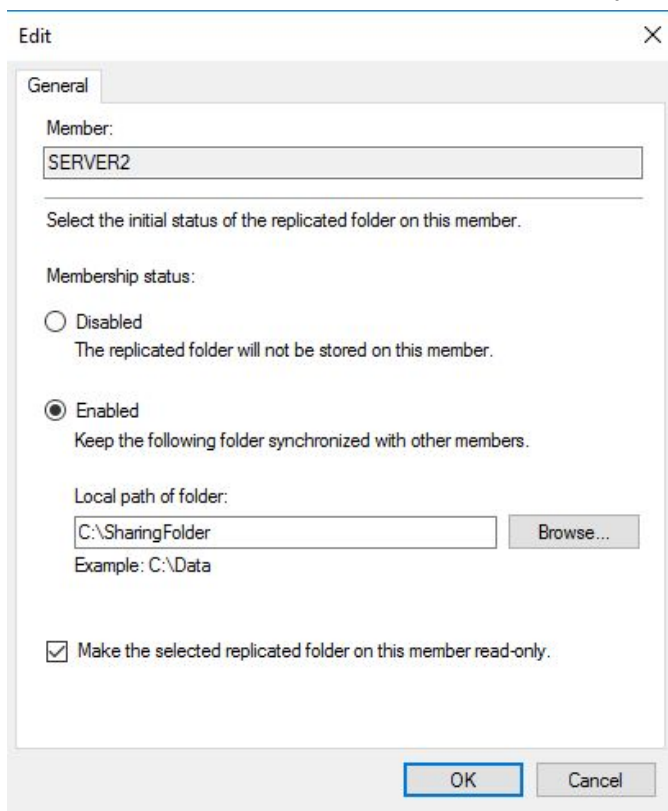 Edit
General
Member:
SERVER2
Select the initial status of the replicated folder on this member.
Membership status:
Disabled
The replicated folder will not be stored on this member.
Enabled
Keep the following folder synchronized with other members.
Local path of folder:
C:\SharingFolder
Browse...
Example: C:\Data
Make the selected replicated folder on this member read-only.
OK
Cancel